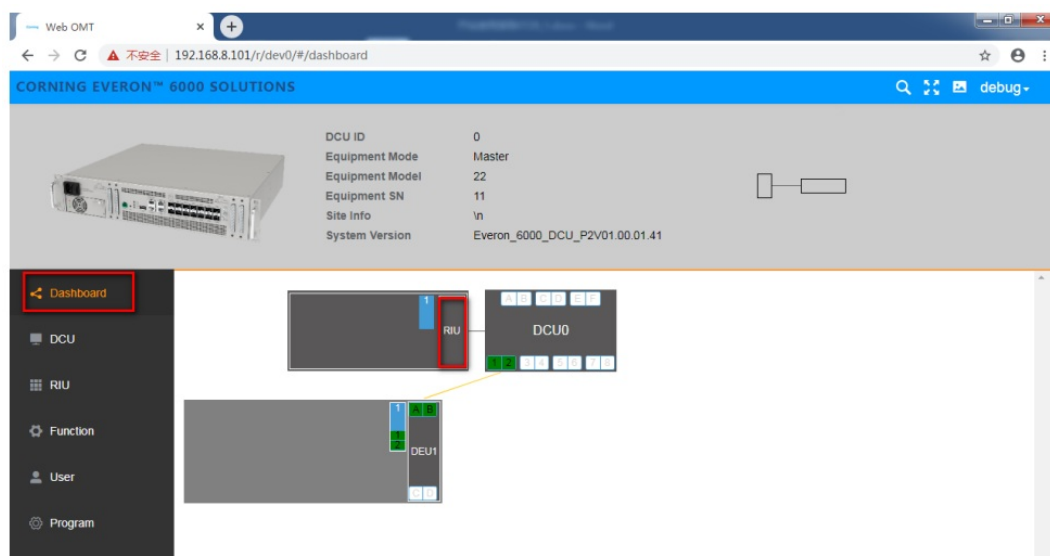 Web OMT
不安全 | 192.168.8.101/r/dev0/#/dashboard
CORNING EVERON™ 6000 SOLUTIONS
debug
DCU ID 0
Equipment Mode Master
Equipment Model 22
Equipment SN 11
Site Info \n
System Version Everon_6000_DCU_P2V01.00.01.41
Dashboard
DCU
RIU
Function
User
Program
1
RIU
A B C D E F
DCU0
1 2 3 4 5 6 7 8
1
A B
1
2
DEU1
C D